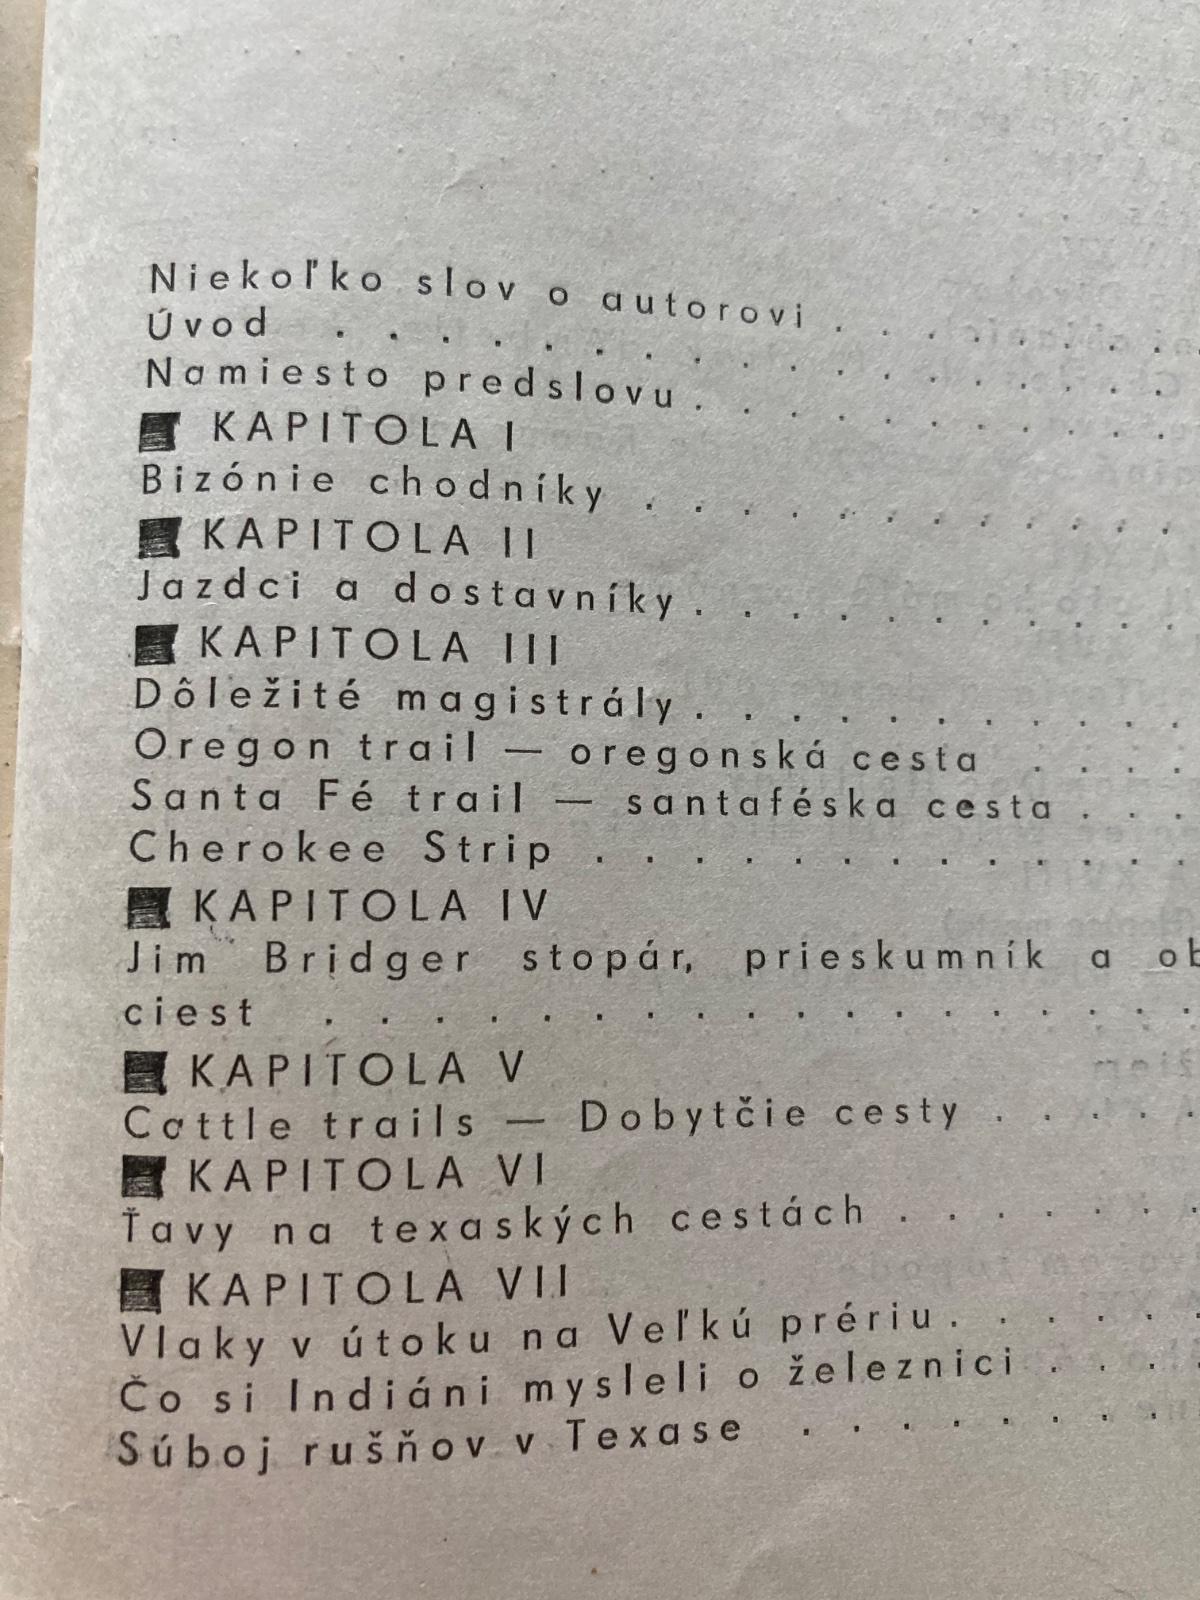 Niekoľko slov o autorovi . . . . . . . .
Úvod . . . . . . . . . . . . . . . . .
Namiesto predslovu . . . . . . . . . .
KAPITOLA I
Bizónie chodníky . . . . . . . . . . . .
KAPITOLA II
Jazdci a dostavníky . . . . . . . . . .
KAPITOLA III
Dôležité magistrály . . . . . . . . . . .
Oregon trail — oregonská cesta . . . .
Santa Fé trail — santaféska cesta . . .
Cherokee Strip . . . . . . . . . . . . .
KAPITOLA IV
Jim Bridger stopár, prieskumník a
ciest . . . . . . . . . . . . . . . . .
KAPITOLA V
Cattle trails — Dobytčie cesty . . . . .
KAPITOLA VI
Ťavy na texaských cestách . . . . . . .
KAPITOLA VII
Vlaky v útoku na Veľkú prériu . . . . . .
Čo si Indiáni mysleli o železnici . . . .
Súboj rušňov v Texase . . . . . . . .